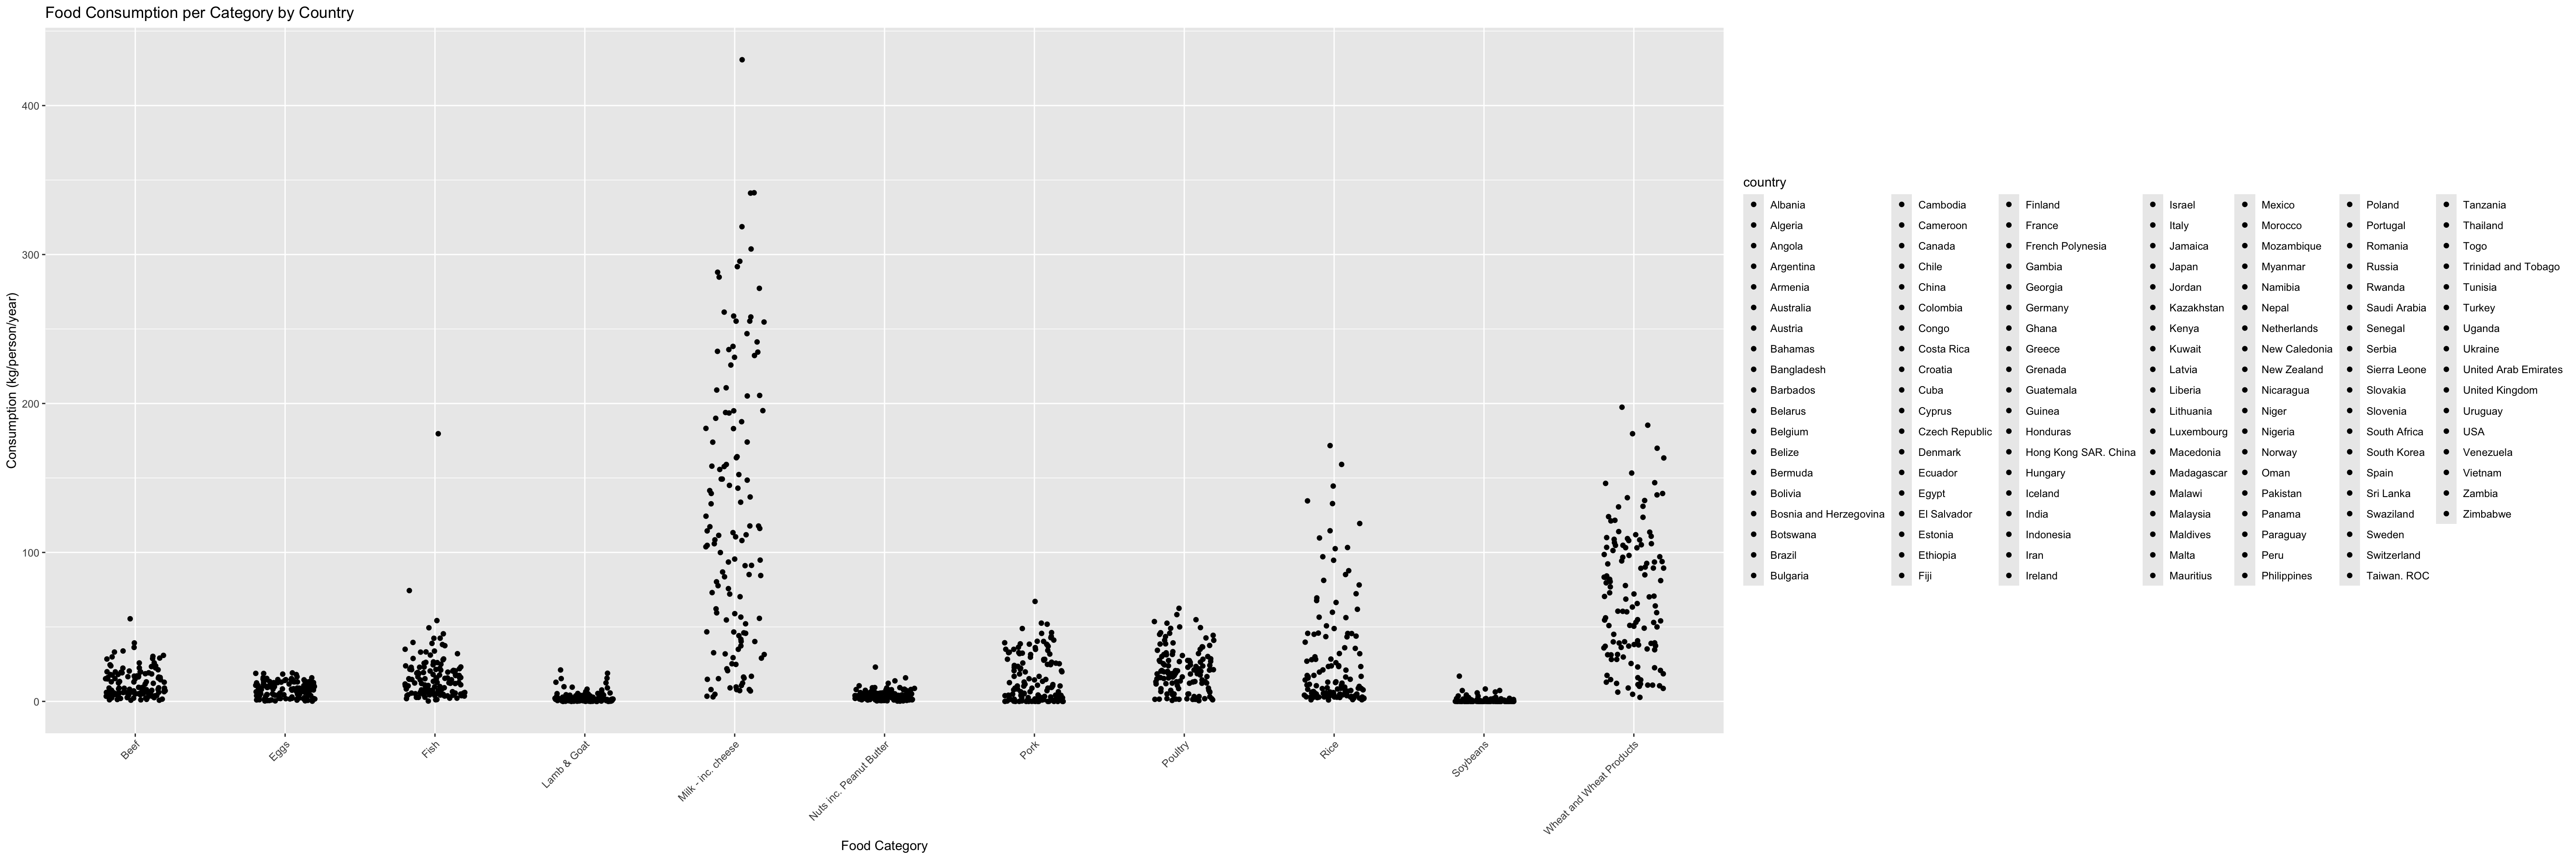 Food Consumption per Category by Country
Consumption (kg/person/year)
400
300
200
100
0
Beef
Eggs
Fish
Lamb & Goat
Milk - inc. cheese
Nuts inc. Peanut Butter
Pork
Poultry
Rice
Soybeans
Wheat and Wheat Products
Food Category
country
Albania
Algeria
Angola
Argentina
Armenia
Australia
Austria
Bahamas
Bangladesh
Barbados
Belarus
Belgium
Belize
Bermuda
Bolivia
Bosnia and Herzegovina
Botswana
Brazil
Bulgaria
Cambodia
Cameroon
Canada
Chile
China
Colombia
Congo
Costa Rica
Croatia
Cuba
Cyprus
Czech Republic
Denmark
Ecuador
Egypt
El Salvador
Estonia
Ethiopia
Fiji
Finland
France
French Polynesia
Gambia
Georgia
Germany
Ghana
Greece
Grenada
Guatemala
Guinea
Honduras
Hong Kong SAR. China
Hungary
Iceland
India
Indonesia
Iran
Ireland
Israel
Italy
Jamaica
Japan
Jordan
Kazakhstan
Kenya
Kuwait
Latvia
Liberia
Lithuania
Luxembourg
Macedonia
Madagascar
Malawi
Malaysia
Maldives
Malta
Mauritius
Mexico
Morocco
Mozambique
Myanmar
Namibia
Nepal
Netherlands
New Caledonia
New Zealand
Nicaragua
Niger
Nigeria
Norway
Oman
Pakistan
Panama
Paraguay
Peru
Philippines
Poland
Portugal
Romania
Russia
Rwanda
Saudi Arabia
Senegal
Serbia
Sierra Leone
Slovakia
Slovenia
South Africa
South Korea
Spain
Sri Lanka
Swaziland
Sweden
Switzerland
Taiwan. ROC
Tanzania
Thailand
Togo
Trinidad and Tobago
Tunisia
Turkey
Uganda
Ukraine
United Arab Emirates
United Kingdom
Uruguay
USA
Venezuela
Vietnam
Zambia
Zimbabwe